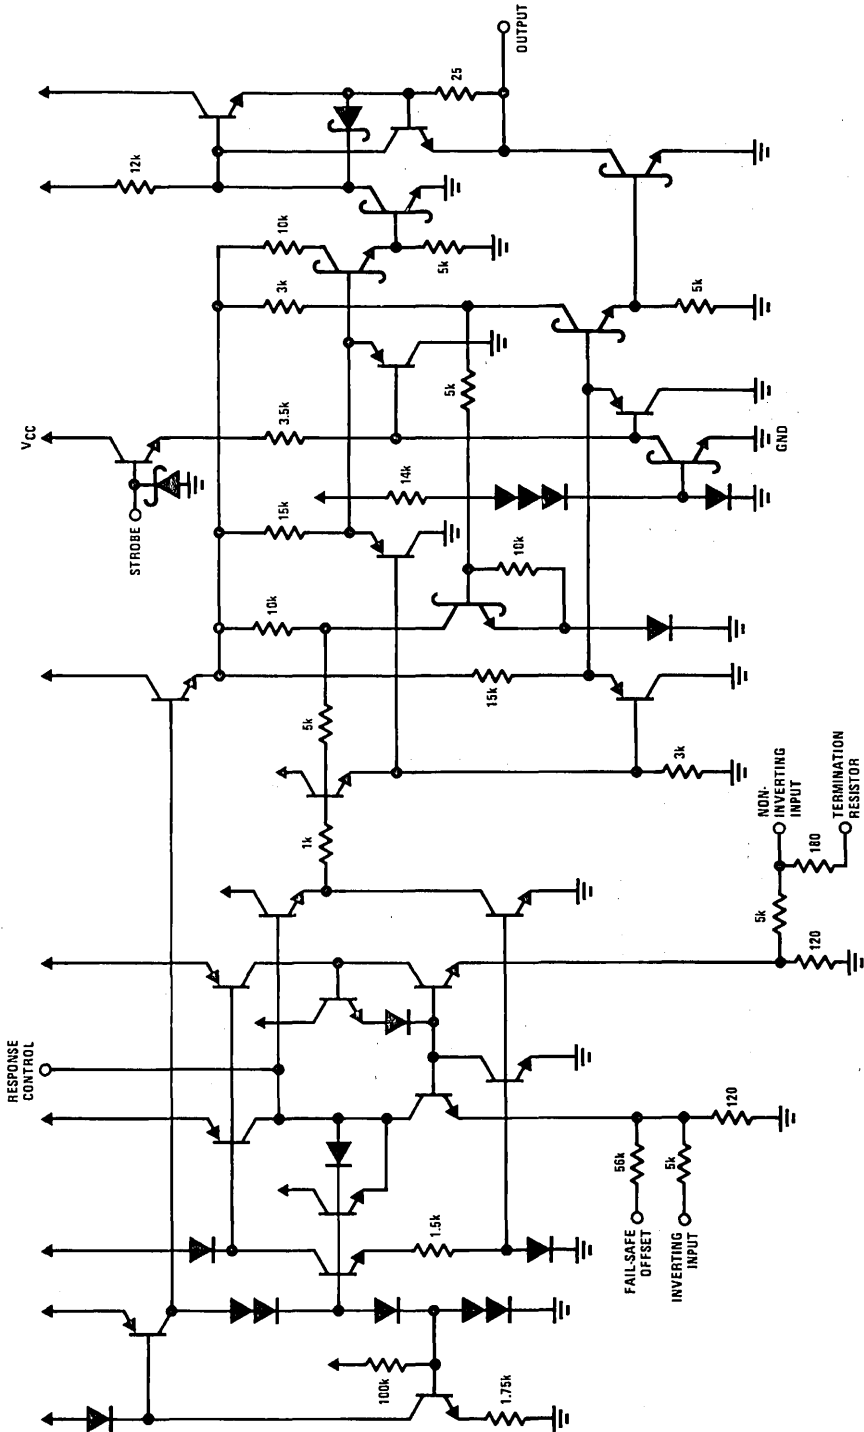 OUTPUT
25
12k
10k
5k
3k
5k
5k
VCC
3.5k
GND
14k
STROBE
15k
10k
10k
15k
5k
3k
1k
NON-
INVERTING
INPUT
TERMINATION
RESISTOR
180
5k
120
RESPONSE
CONTROL
120
56k
5k
FAIL-SAFE
OFFSET
INVERTING
INPUT
1.5k
100k
1.75k